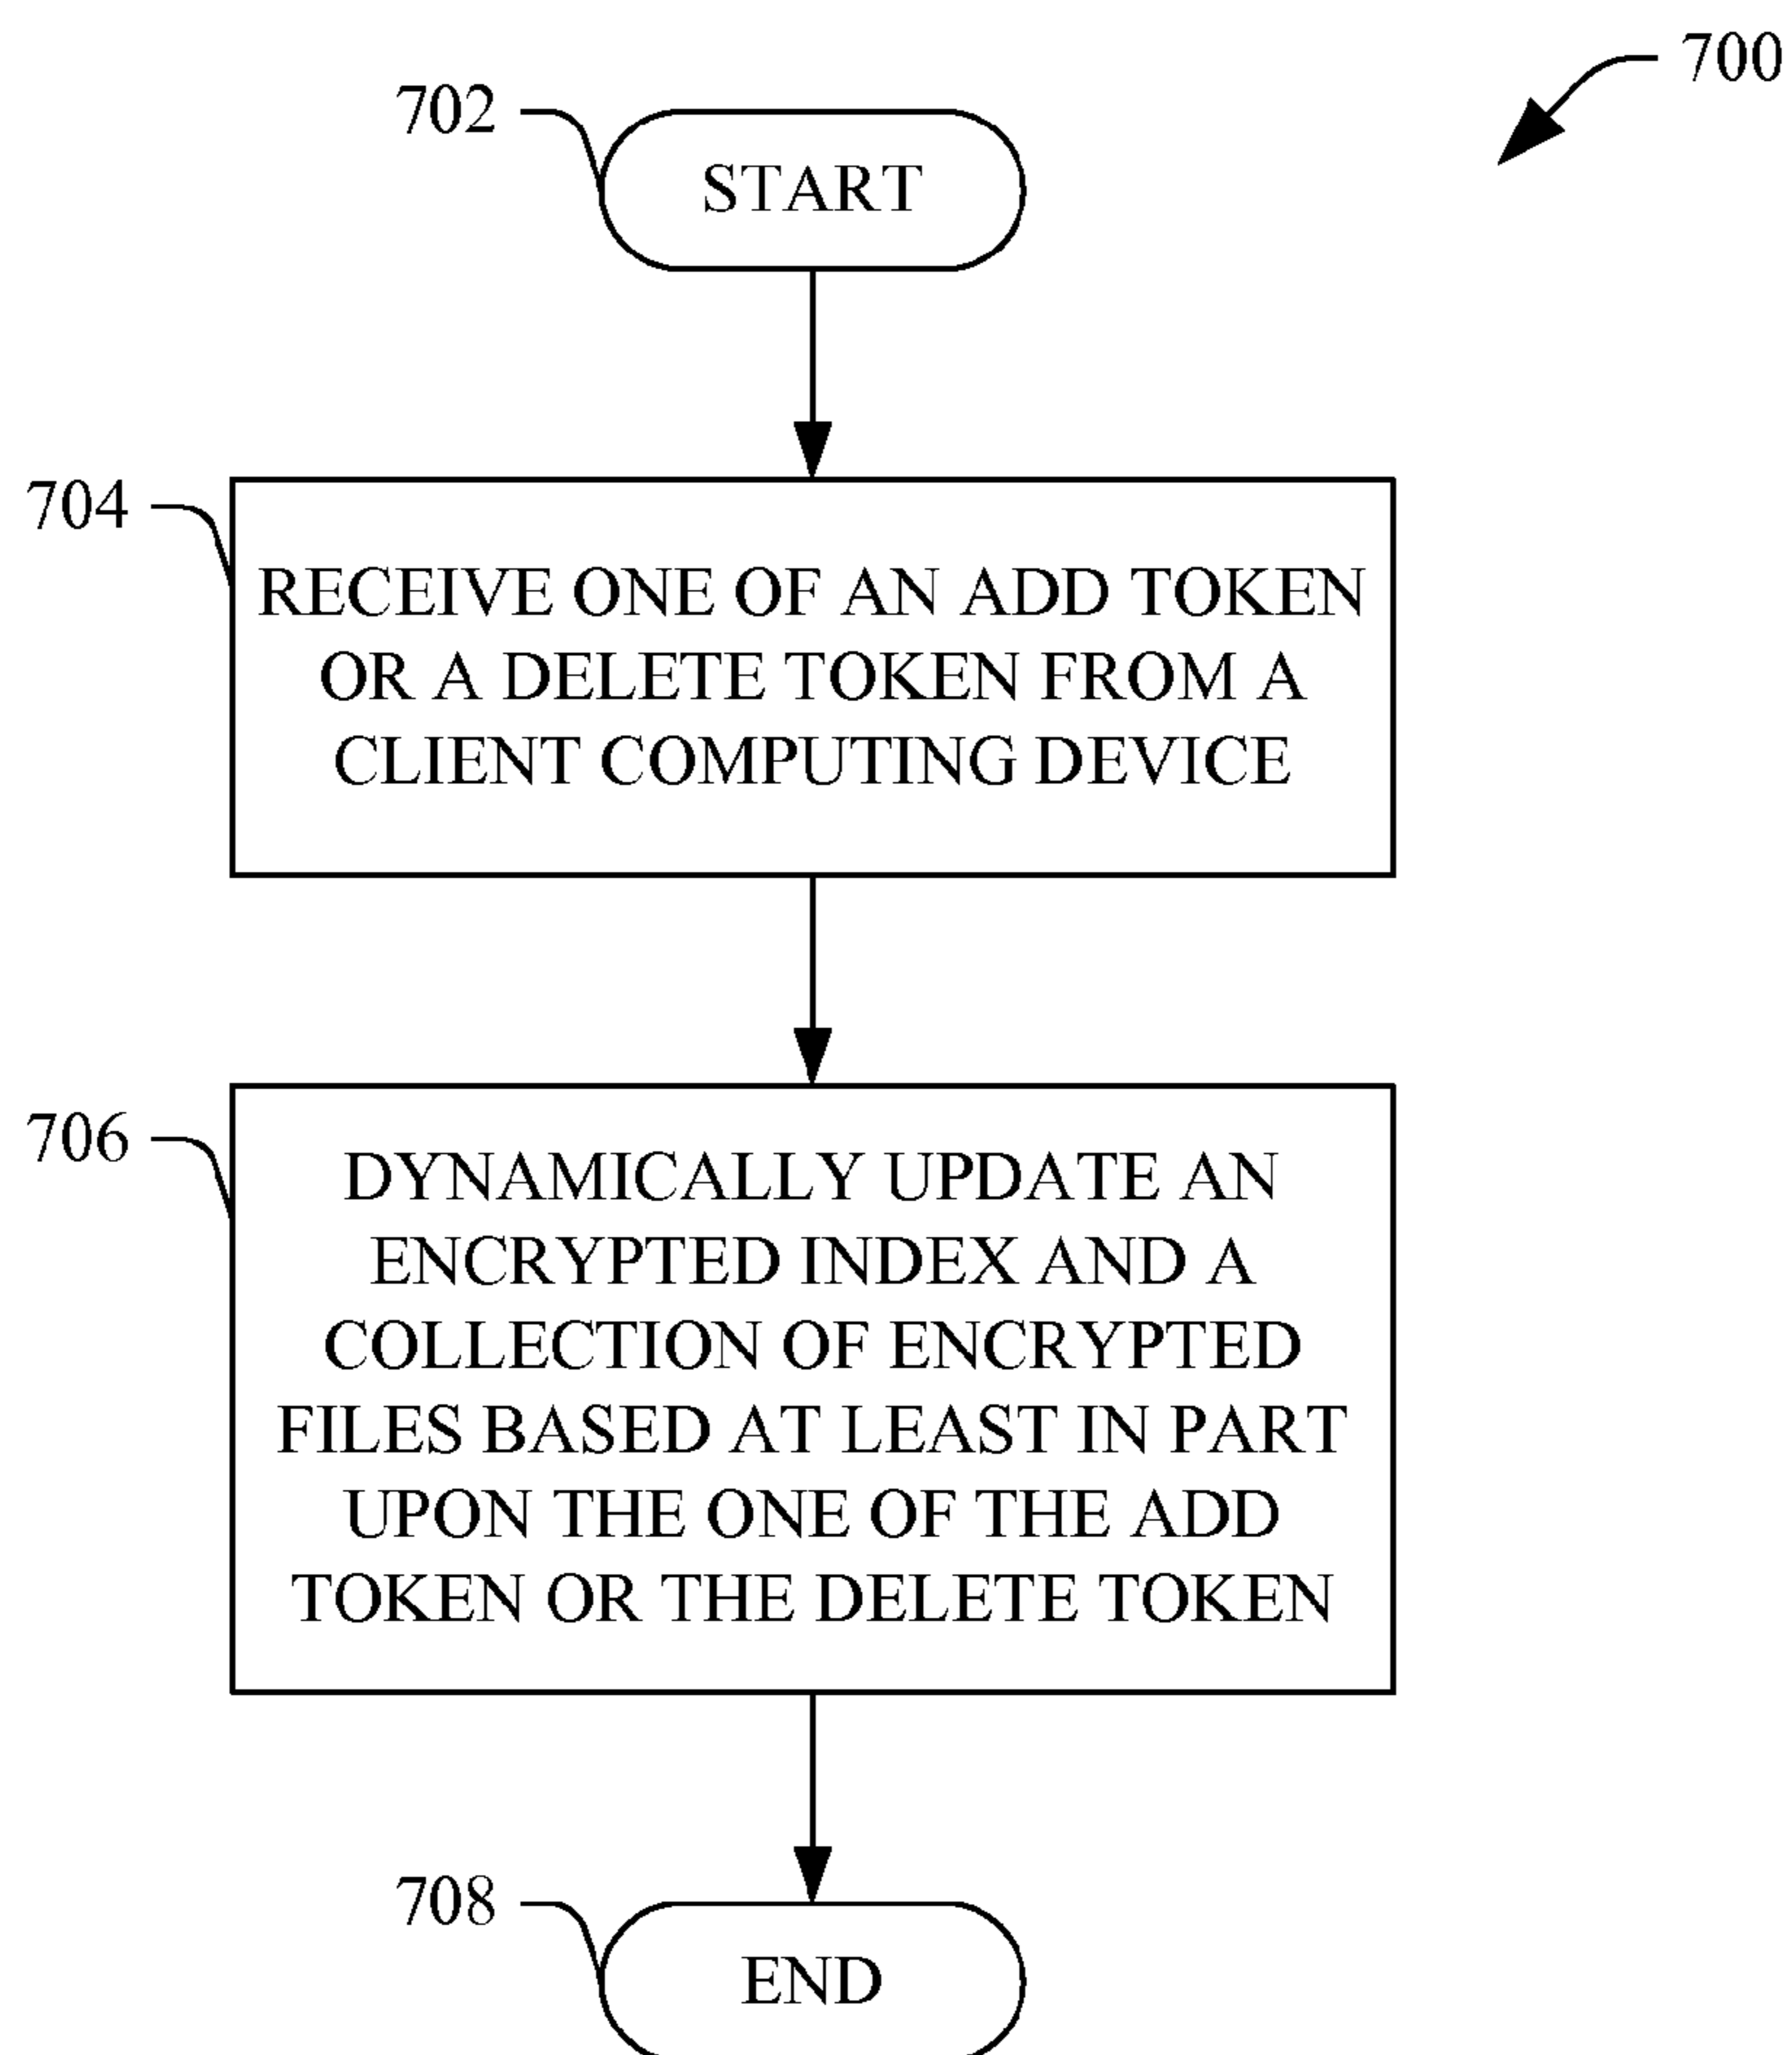 700
702
START
704
RECEIVE ONE OF AN ADD TOKEN
OR A DELETE TOKEN FROM A
CLIENT COMPUTING DEVICE
706
DYNAMICALLY UPDATE AN
ENCRYPTED INDEX AND A
COLLECTION OF ENCRYPTED
FILES BASED AT LEAST IN PART
UPON THE ONE OF THE ADD
TOKEN OR THE DELETE TOKEN
708
END